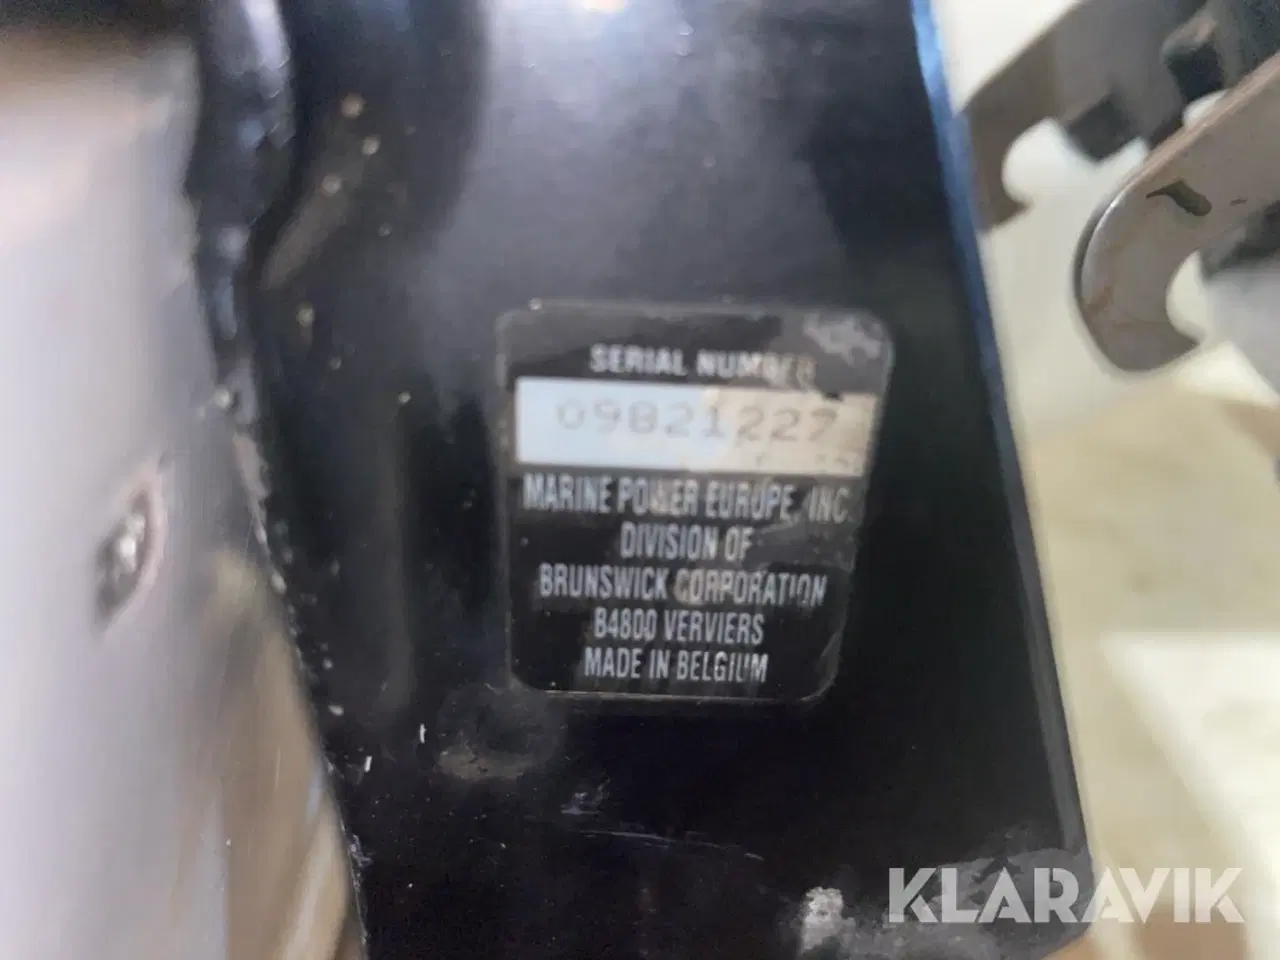 SERIAL NUMBER
09821227
MARINE POWER EUROPE, INC.
DIVISION OF
BRUNSWICK CORPORATION
B4800 VERVIERS
MADE IN BELGIUM
KLARAVIK